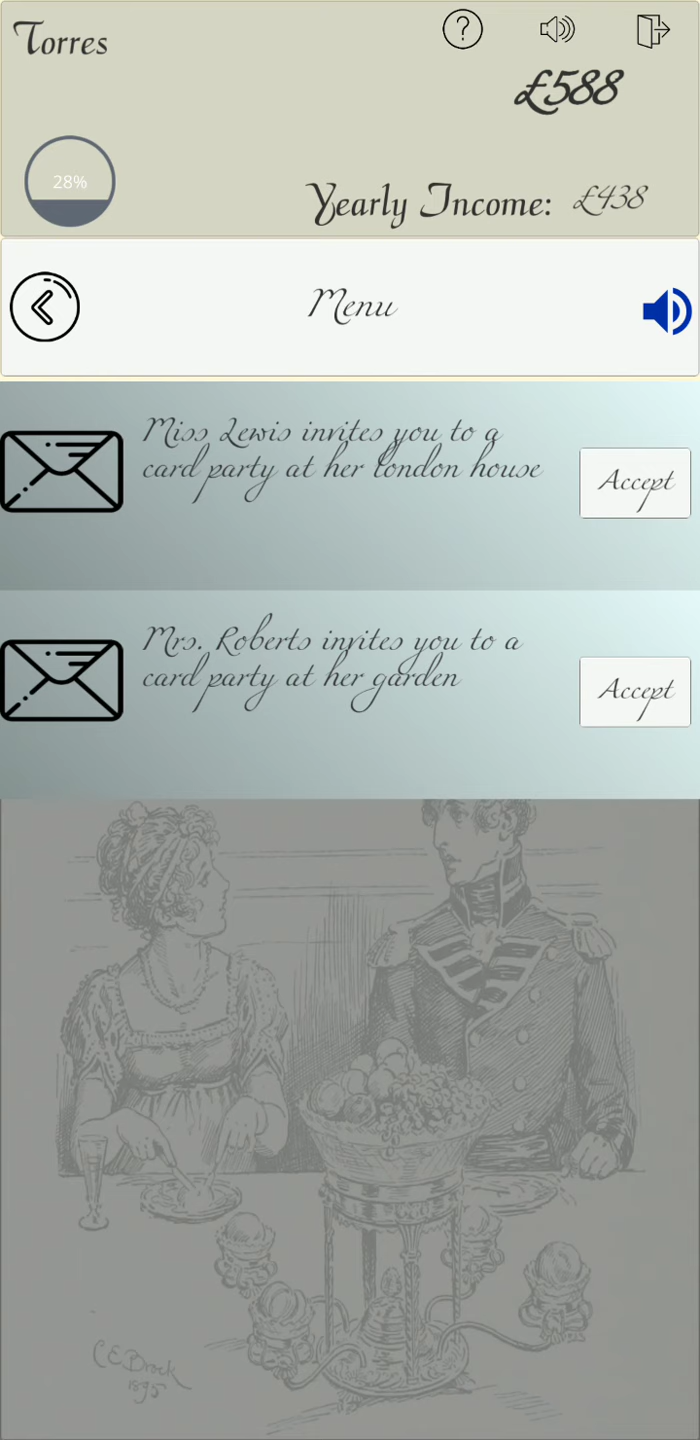 Torres
£588
28%
Yearly Income: £438
Menu
Miss Lewis invites you to a
card party at her london house
Accept
Mrs. Roberts invites you to a
card party at her garden
Accept
C E Brock
1895